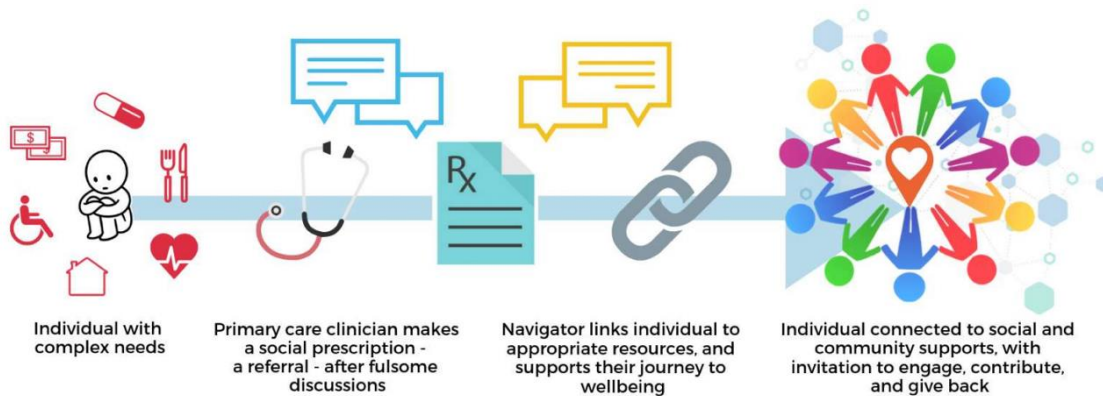 $
Rx
Individual with
complex needs
Primary care clinician makes
a social prescription -
a referral - after fulsome
discussions
Navigator links individual to
appropriate resources, and
supports their journey to
wellbeing
Individual connected to social and
community supports, with
invitation to engage, contribute,
and give back